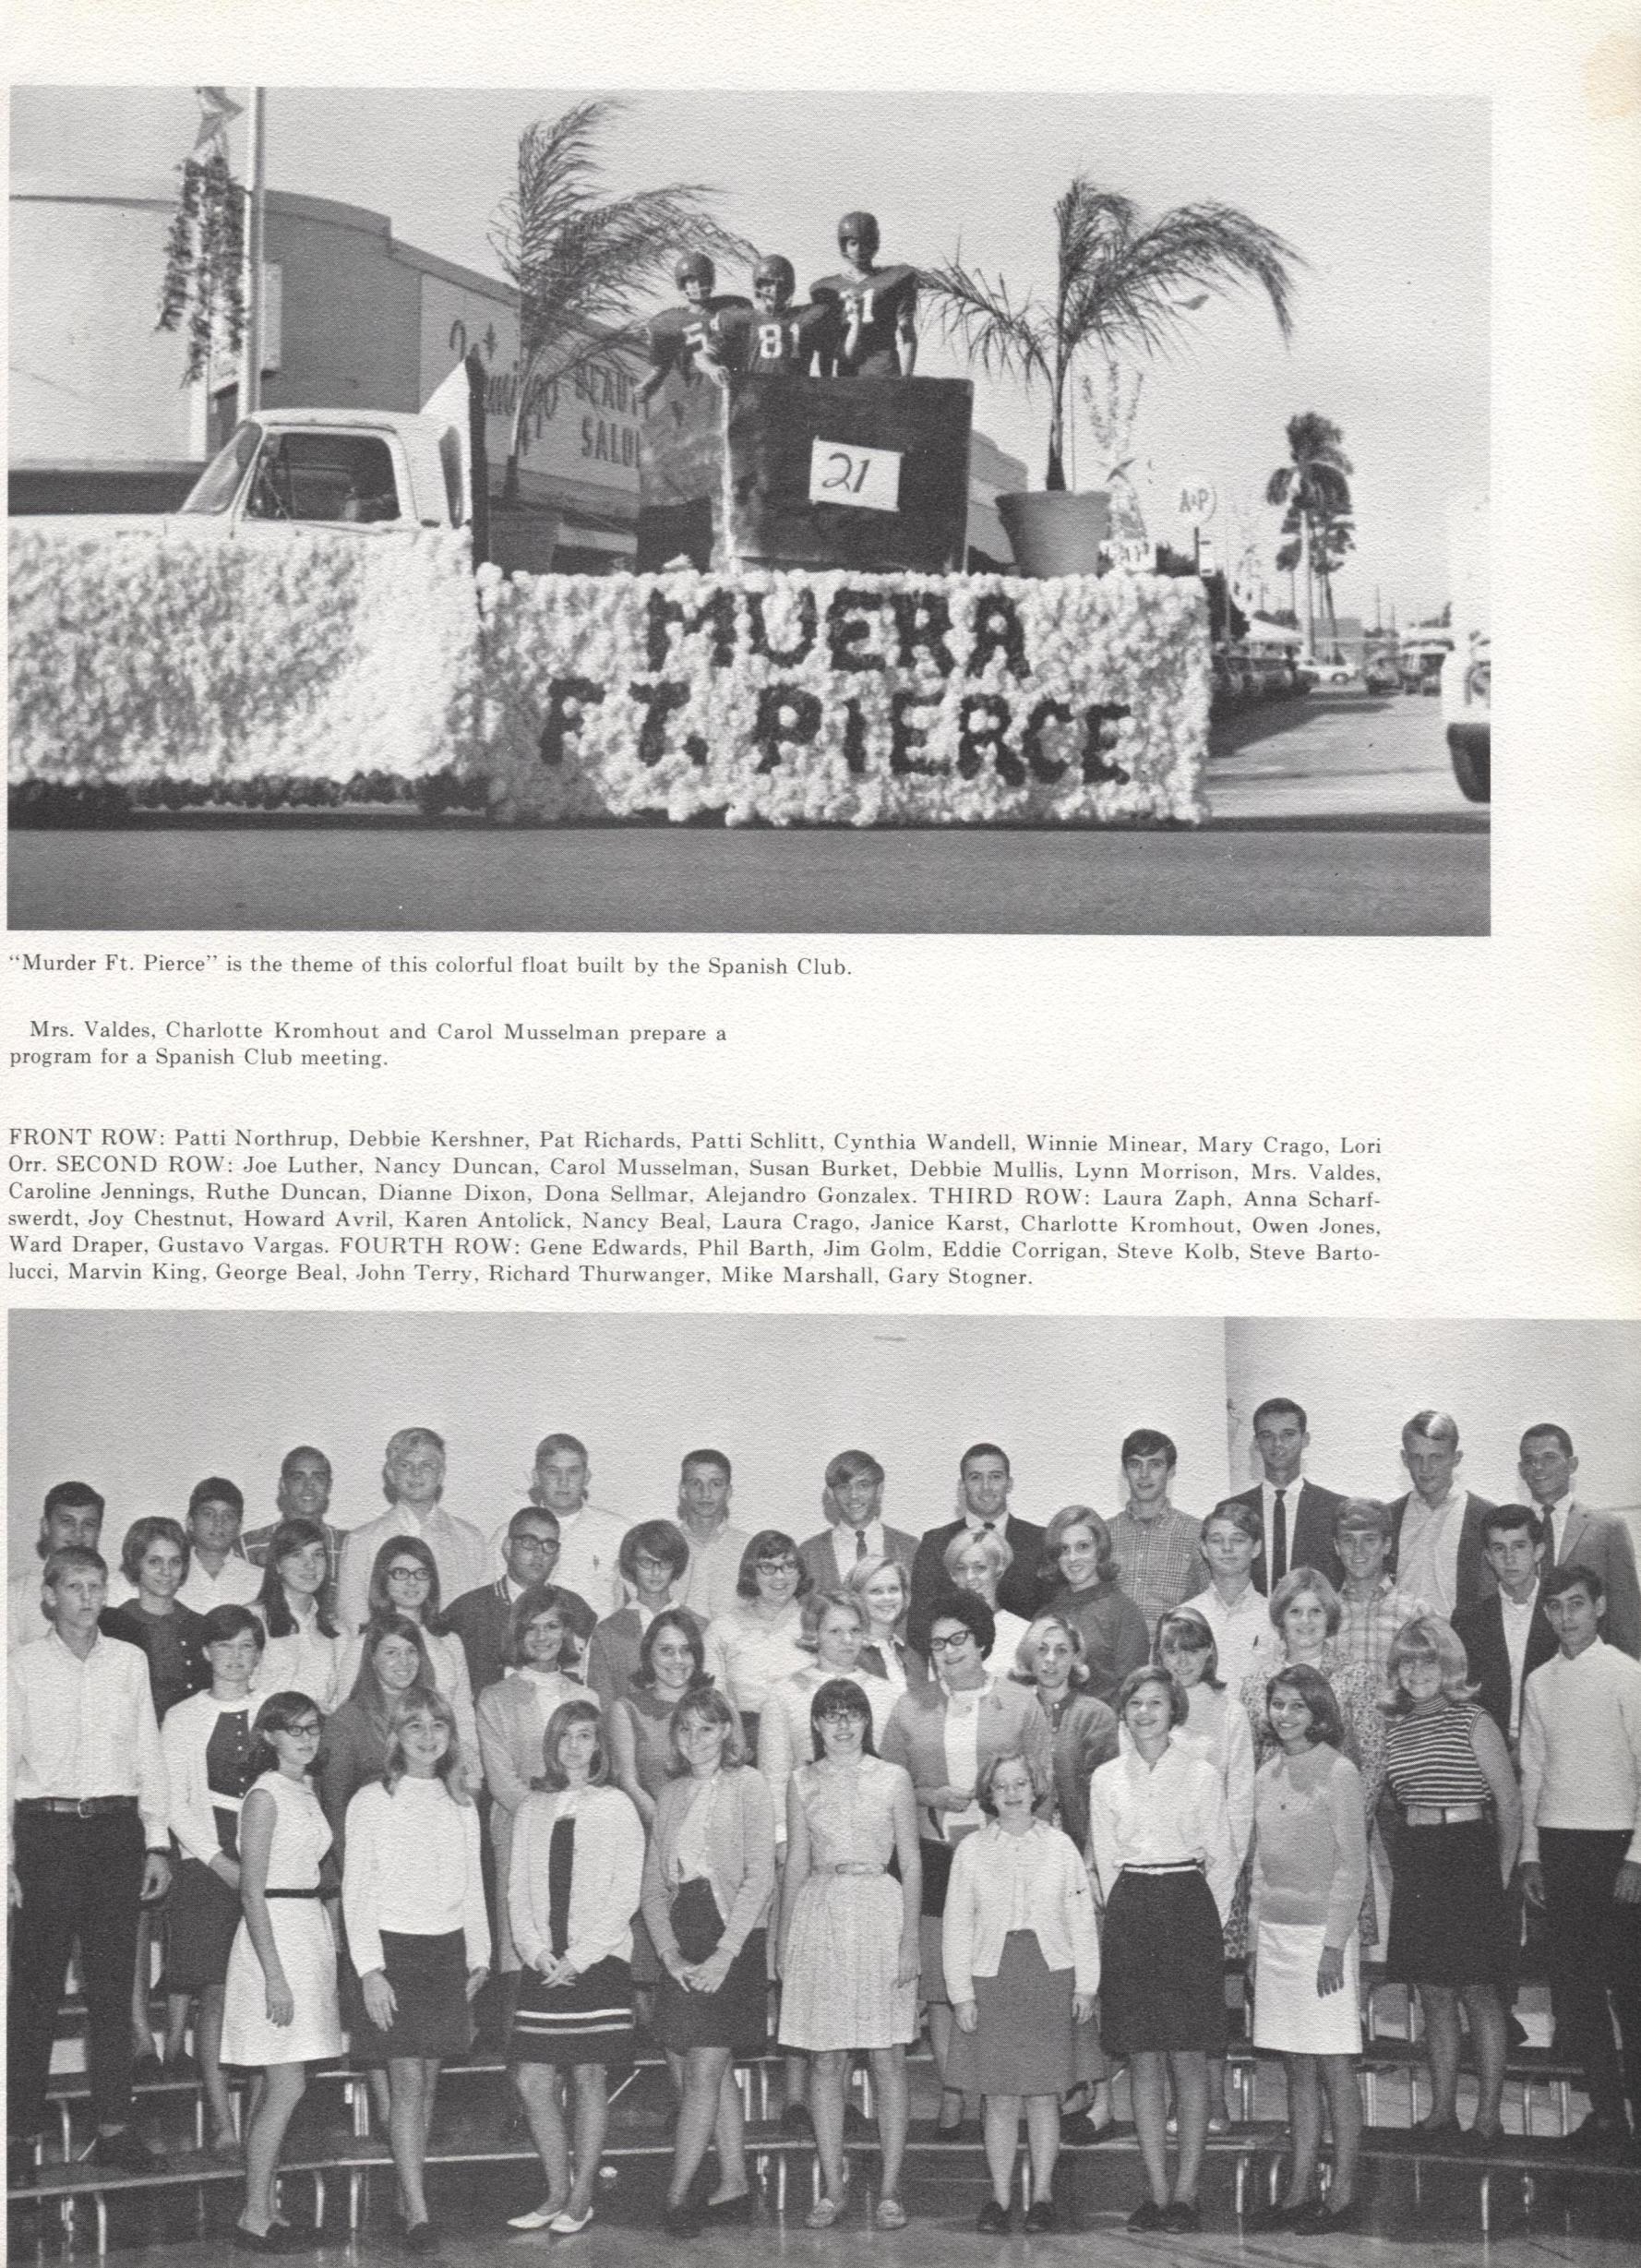 BEAUTY
SALON
5
81
21
A&P
MUERA
FT. PIERCE
“Murder Ft. Pierce” is the theme of this colorful float built by the Spanish Club.
Mrs. Valdes, Charlotte Kromhout and Carol Musselman prepare a
program for a Spanish Club meeting.
FRONT ROW: Patti Northrup, Debbie Kershner, Pat Richards, Patti Schlitt, Cynthia Wandell, Winnie Minear, Mary Crago, Lori
Orr. SECOND ROW: Joe Luther, Nancy Duncan, Carol Musselman, Susan Burket, Debbie Mullis, Lynn Morrison, Mrs. Valdes,
Caroline Jennings, Ruthe Duncan, Dianne Dixon, Dona Sellmar, Alejandro Gonzalex. THIRD ROW: Laura Zaph, Anna Scharf-
swerdt, Joy Chestnut, Howard Avril, Karen Antolick, Nancy Beal, Laura Crago, Janice Karst, Charlotte Kromhout, Owen Jones,
Ward Draper, Gustavo Vargas. FOURTH ROW: Gene Edwards, Phil Barth, Jim Golm, Eddie Corrigan, Steve Kolb, Steve Barto-
lucci, Marvin King, George Beal, John Terry, Richard Thurwanger, Mike Marshall, Gary Stogner.